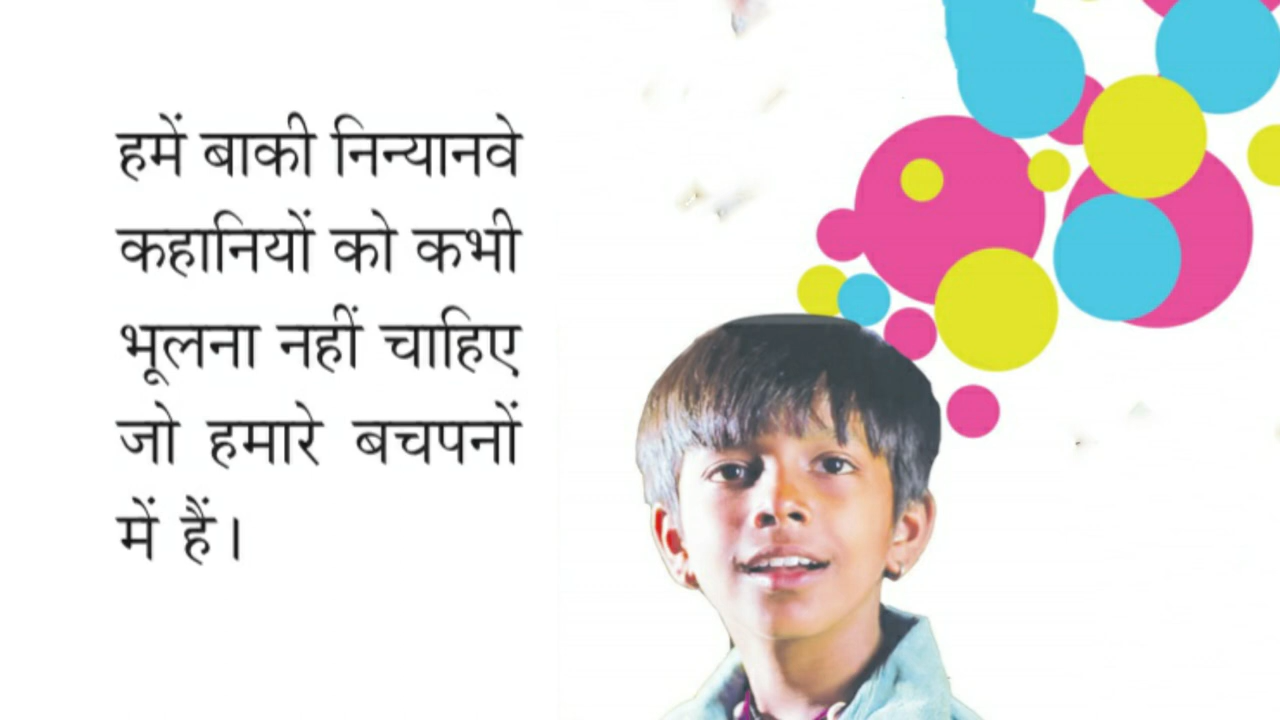 हमें बाकी निन्यानवे
कहानियों को कभी
भूलना नहीं चाहिए
जो हमारे बचपनों
में हैं।